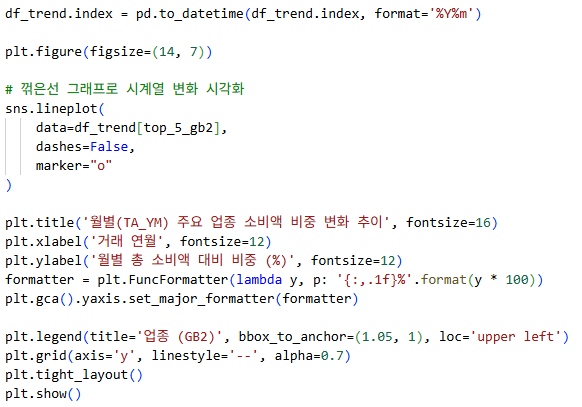 df_trend.index = pd.to_datetime(df_trend.index, format='%Y%m')
plt.figure(figsize=(14, 7))
# 꺾은선 그래프로 시계열 변화 시각화
sns.lineplot(
    data=df_trend[top_5_gb2],
    dashes=False,
    marker="o"
)
plt.title('월별(TA_YM) 주요 업종 소비액 비중 변화 추이', fontsize=16)
plt.xlabel('거래 연월', fontsize=12)
plt.ylabel('월별 총 소비액 대비 비중 (%)', fontsize=12)
formatter = plt.FuncFormatter(lambda y, p: '{:,.1f}%'.format(y * 100))
plt.gca().yaxis.set_major_formatter(formatter)
plt.legend(title='업종 (GB2)', bbox_to_anchor=(1.05, 1), loc='upper left')
plt.grid(axis='y', linestyle='--', alpha=0.7)
plt.tight_layout()
plt.show()